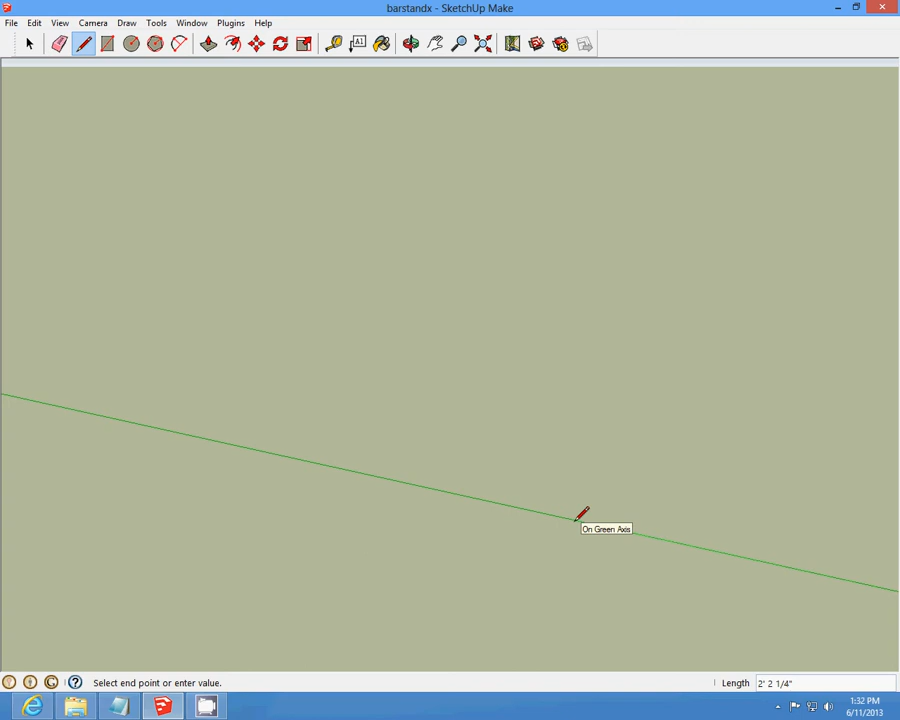 barstandx - SketchUp Make
File Edit View Camera Draw Tools Window Plugins Help
A1
On Green Axis
Select end point or enter value.
Length 2' 2 1/4"
1:32 PM
6/11/2013